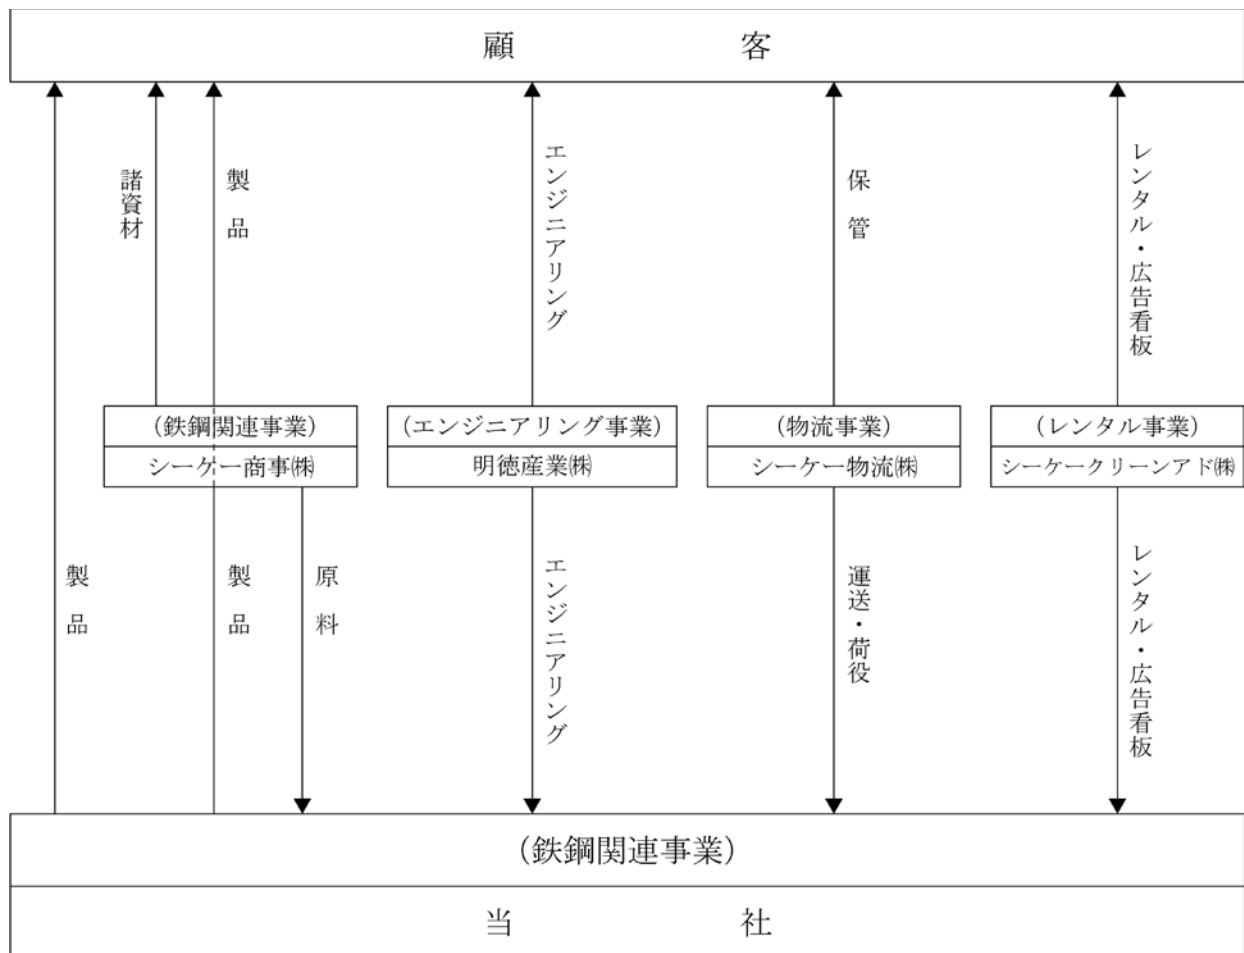 顧客
諸資材
製品
エンジニアリング
保管
レンタル・広告看板
(鉄鋼関連事業)
シーケー商事㈱
(エンジニアリング事業)
明徳産業㈱
(物流事業)
シーケー物流㈱
(レンタル事業)
シーケークリーンアド㈱
製品
製品
原料
エンジニアリング
運送・荷役
レンタル・広告看板
(鉄鋼関連事業)
当社